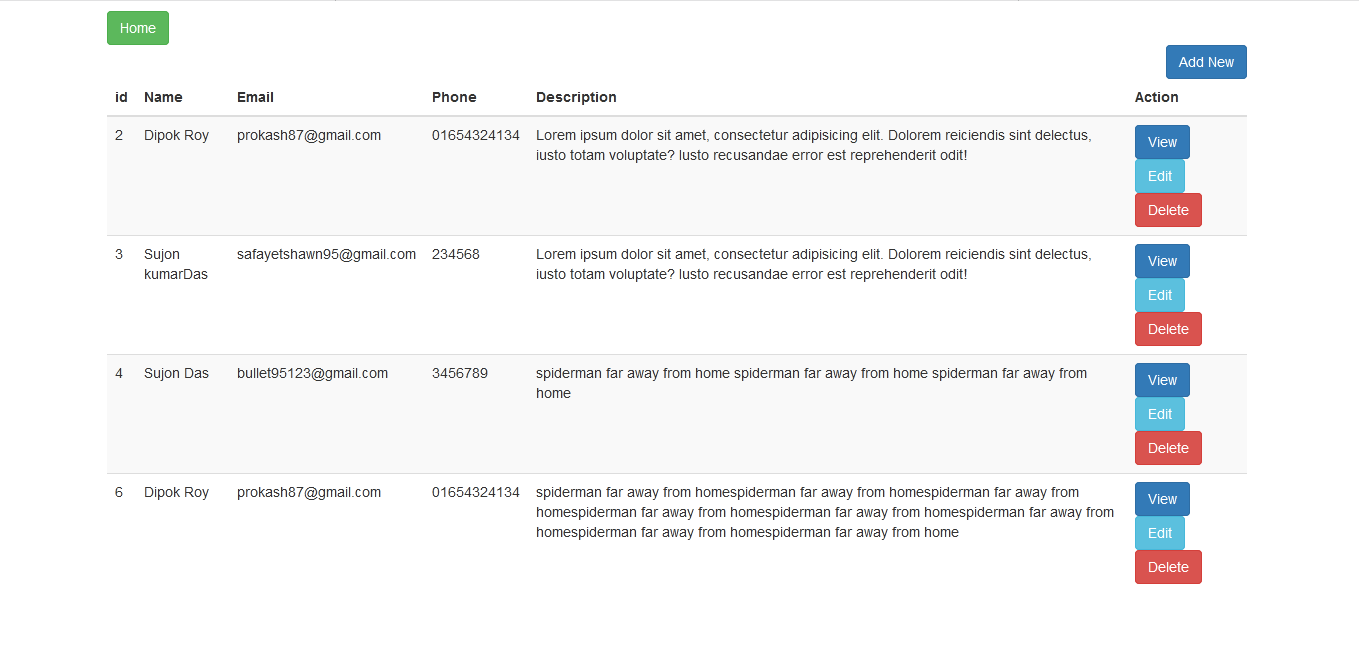 Home
Add New
id Name Email Phone Description Action
2 Dipok Roy prokash87@gmail.com 01654324134 Lorem ipsum dolor sit amet, consectetur adipisicing elit. Dolorem reiciendis sint delectus, View
iusto totam voluptate? Iusto recusandae error est reprehenderit odit!
Edit
Delete
3 Sujon safayetshawn95@gmail.com 234568 Lorem ipsum dolor sit amet, consectetur adipisicing elit. Dolorem reiciendis sint delectus, View
kumarDas iusto totam voluptate? Iusto recusandae error est reprehenderit odit!
Edit
Delete
4 Sujon Das bullet95123@gmail.com 3456789 spiderman far away from home spiderman far away from home spiderman far away from View
home
Edit
Delete
6 Dipok Roy prokash87@gmail.com 01654324134 spiderman far away from homespiderman far away from homespiderman far away from View
homespiderman far away from homespiderman far away from homespiderman far away from
homespiderman far away from homespiderman far away from home Edit
Delete